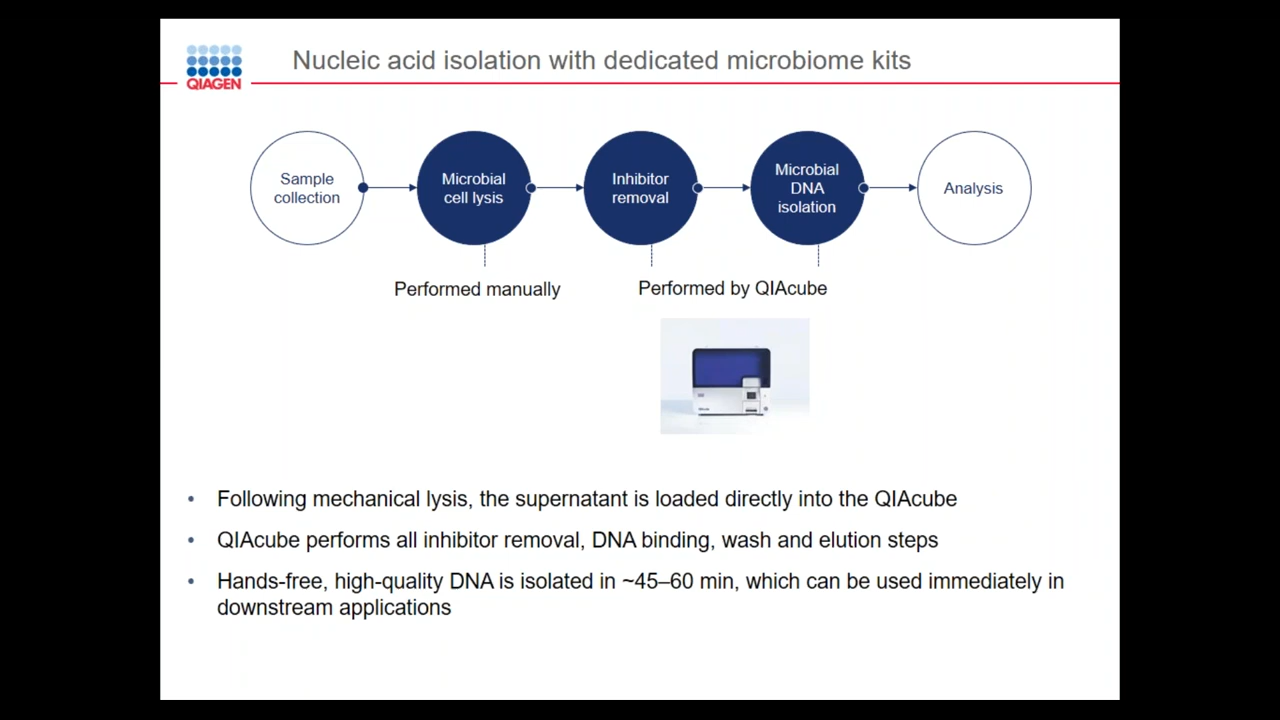 QIAGEN
Nucleic acid isolation with dedicated microbiome kits
Sample
collection
Microbial
cell lysis
Inhibitor
removal
Microbial
DNA
isolation
Analysis
Performed manually
Performed by QIAcube
• Following mechanical lysis, the supernatant is loaded directly into the QIAcube
• QIAcube performs all inhibitor removal, DNA binding, wash and elution steps
• Hands-free, high-quality DNA is isolated in ~45–60 min, which can be used immediately in
downstream applications